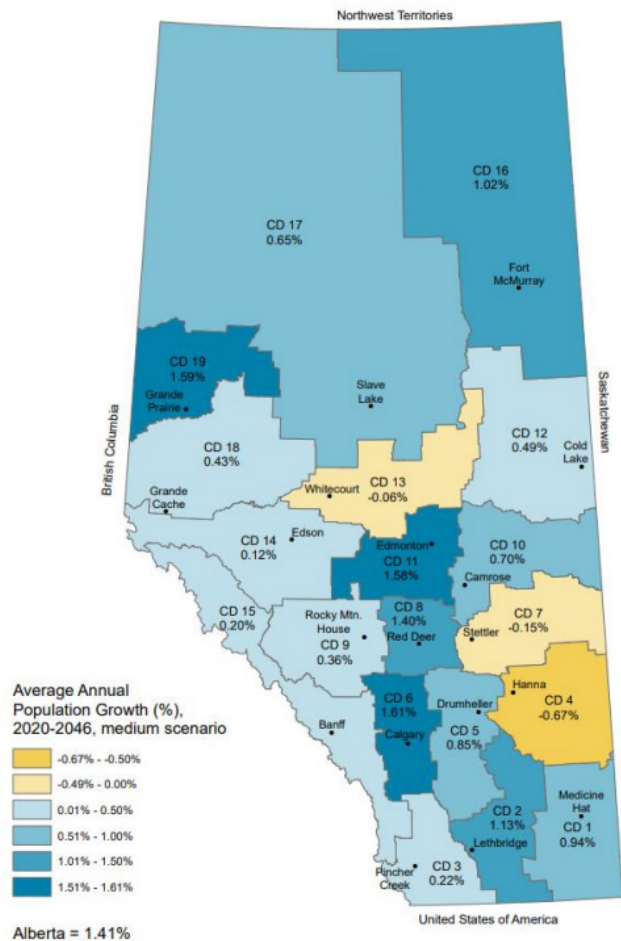 Northwest Territories
CD 16
1.02%
CD 17
0.65%
Fort
McMurray
CD 19
1.59%
Grande
Prairie
Slave
Lake
British Columbia
Saskatchewan
CD 18
0.43%
CD 12
0.49%
Cold
Lake
CD 13
-0.06%
Whitecourt
Grande
Cache
CD 14
0.12%
Edson
Edmonton
CD 11
1.58%
CD 10
0.70%
Camrose
CD 15
0.20%
Rocky Mtn.
House
CD 9
0.36%
CD 8
1.40%
Red Deer
CD 7
-0.15%
Stettler
Hanna
CD 4
-0.67%
CD 6
1.61%
Calgary
Drumheller
CD 5
0.85%
Banff
CD 2
1.13%
Lethbridge
Medicine
Hat
CD 1
0.94%
Pincher
Creek
CD 3
0.22%
United States of America
Average Annual
Population Growth (%),
2020-2046, medium scenario
-0.67% - -0.50%
-0.49% - 0.00%
0.01% - 0.50%
0.51% - 1.00%
1.01% - 1.50%
1.51% - 1.61%
Alberta = 1.41%